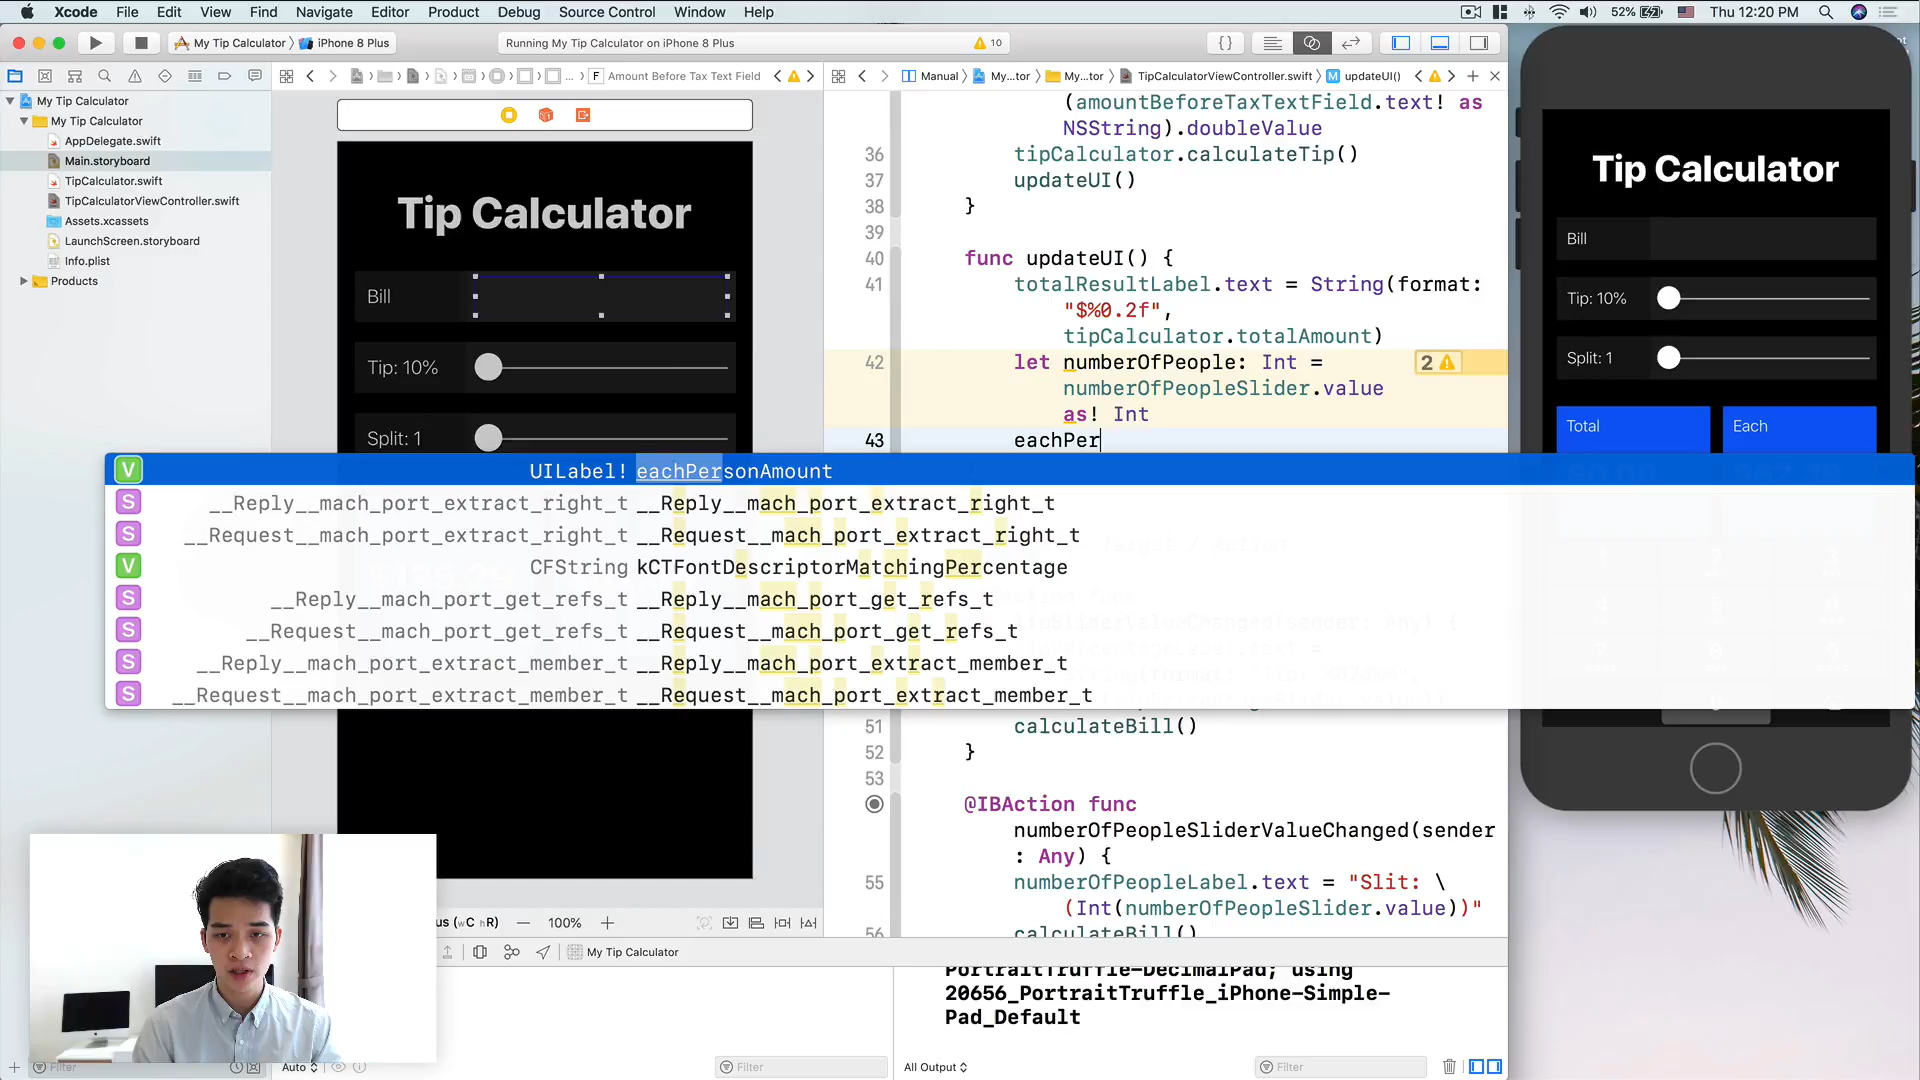 Xcode File Edit View Find Navigate Editor Product Debug Source Control Window Help
52% Thu 12:20 PM
My Tip Calculator iPhone 8 Plus
Running My Tip Calculator on iPhone 8 Plus
10
... F Amount Before Tax Text Field
Manual My...tor My...tor TipCalculatorViewController.swift M updateUI()
My Tip Calculator
My Tip Calculator
AppDelegate.swift
Main.storyboard
TipCalculator.swift
TipCalculatorViewController.swift
Assets.xcassets
LaunchScreen.storyboard
Info.plist
Products
Tip Calculator
Bill
Tip: 10%
Split: 1
(amountBeforeTaxTextField.text! as
NSString).doubleValue
36 tipCalculator.calculateTip()
37 updateUI()
38 }
39
40 func updateUI() {
41 totalResultLabel.text = String(format:
"$%0.2f",
tipCalculator.totalAmount)
42 let numberOfPeople: Int = 2
numberOfPeopleSlider.value
as! Int
43 eachPer
V UILabel! eachPersonAmount
S __Reply__mach_port_extract_right_t __Reply__mach_port_extract_right_t
S __Request__mach_port_extract_right_t __Request__mach_port_extract_right_t
V CFString kCTFontDescriptorMatchingPercentage
S __Reply__mach_port_get_refs_t __Reply__mach_port_get_refs_t
S __Request__mach_port_get_refs_t __Request__mach_port_get_refs_t
S __Reply__mach_port_extract_member_t __Reply__mach_port_extract_member_t
S __Request__mach_port_extract_member_t __Request__mach_port_extract_member_t
51 calculateBill()
52 }
53
@IBAction func
numberOfPeopleSliderValueChanged(sender
: Any) {
55 numberOfPeopleLabel.text = "Slit: \
(Int(numberOfPeopleSlider.value))"
56 calculateBill()
Tip Calculator
Bill
Tip: 10%
Split: 1
Total Each
us (wC hR) 100%
My Tip Calculator
PortraitTruffle-DecimalPad; using
20656_PortraitTruffle_iPhone-Simple-
Pad_Default
Filter
Auto
Filter
All Output
Filter